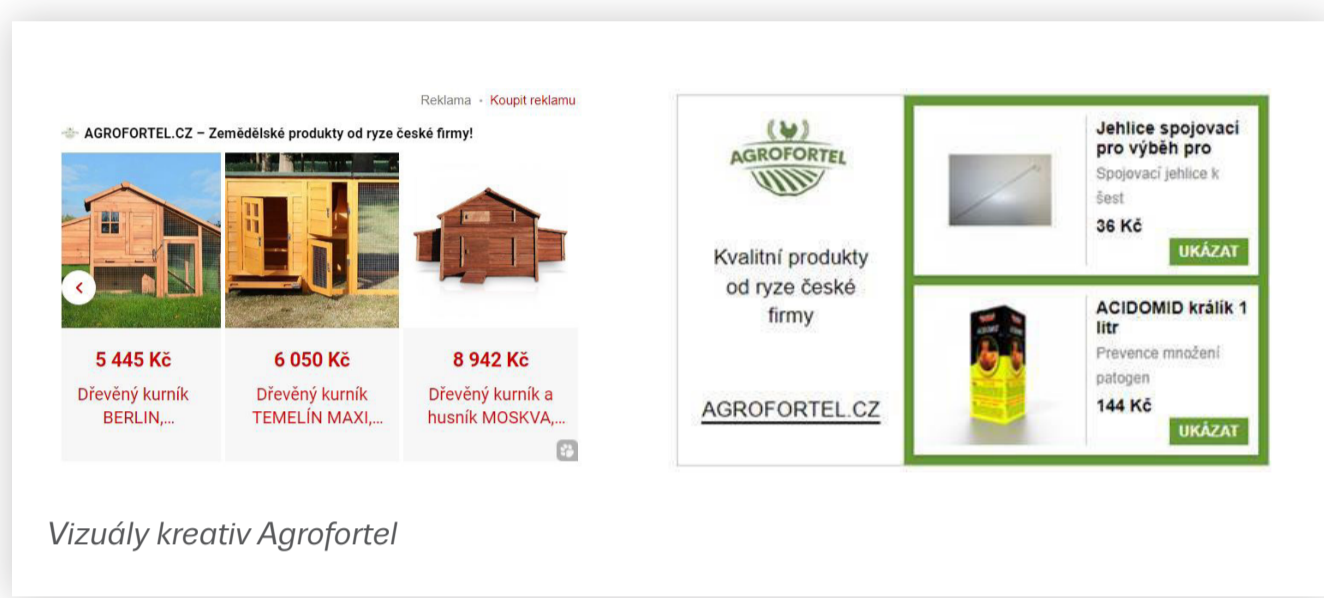 Reklama • Koupit reklamu
AGROFORTEL.CZ – Zemědělské produkty od ryze české firmy!
5 445 Kč
Dřevěný kurník
BERLIN,...
6 050 Kč
Dřevěný kurník
TEMELÍN MAXI,...
8 942 Kč
Dřevěný kurník a
husník MOSKVA,...
AGROFORTEL
Kvalitní produkty
od ryze české
firmy
AGROFORTEL.CZ
Jehlice spojovací
pro výběh pro
Spojovací jehlice k
šest
36 Kč
UKÁZAT
ACIDOMID králík 1
litr
Prevence množení
patogen
144 Kč
UKÁZAT
Vizuály kreativ Agrofortel